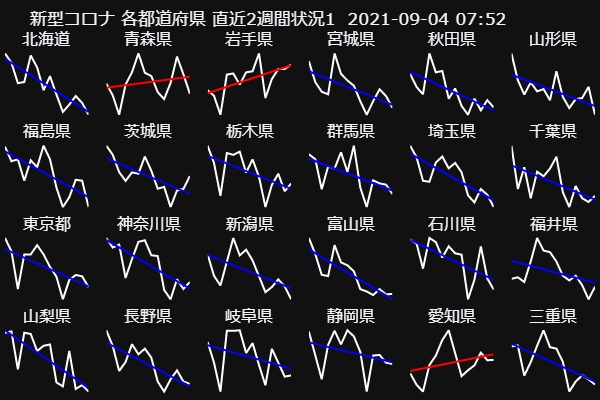 新型コロナ 各都道府県 直近2週間状況1 2021-09-04 07:52
北海道 青森県 岩手県 宮城県 秋田県 山形県
福島県 茨城県 栃木県 群馬県 埼玉県 千葉県
東京都 神奈川県 新潟県 富山県 石川県 福井県
山梨県 長野県 岐阜県 静岡県 愛知県 三重県